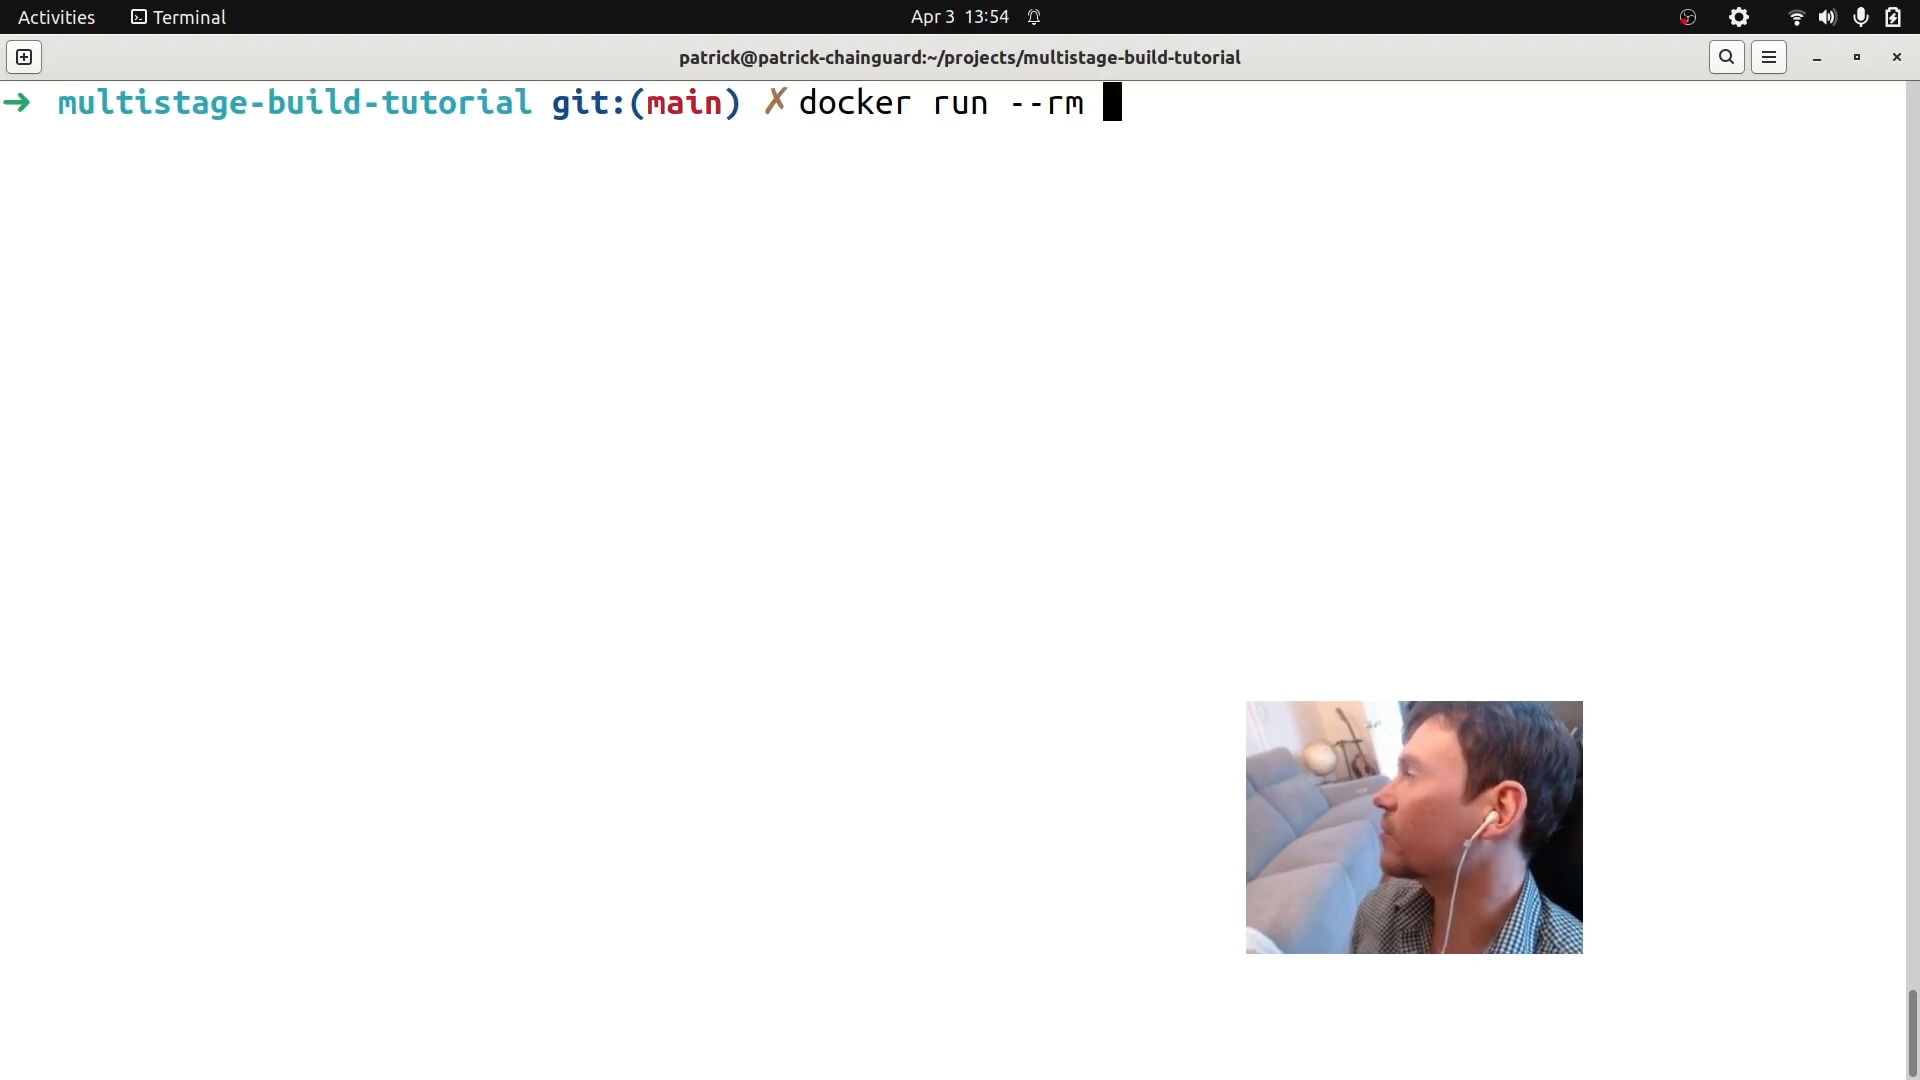 Activities Terminal Apr 3 13:54
patrick@patrick-chainguard:~/projects/multistage-build-tutorial
➜ multistage-build-tutorial git:(main) ✗ docker run --rm